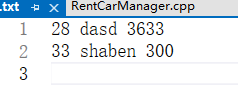 .txt RentCarManager.cpp
1 28 dasd 3633
2 33 shaben 300
3